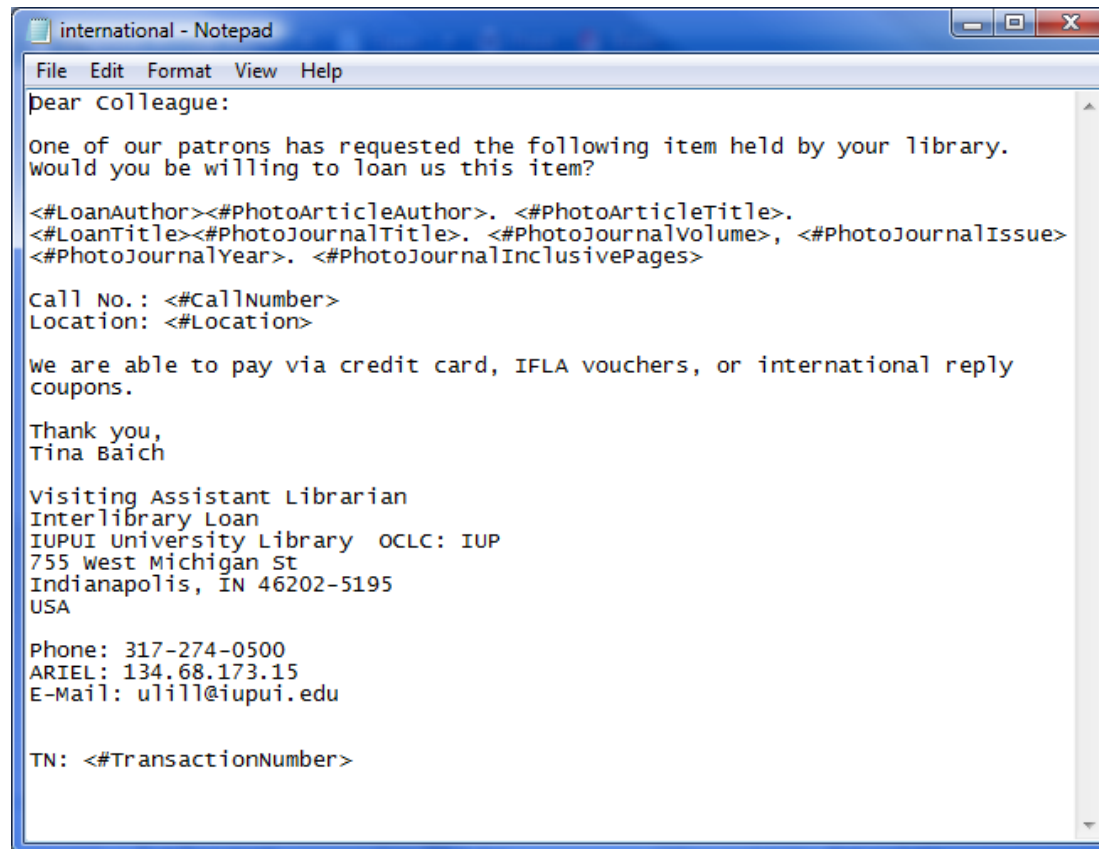 international - Notepad
File Edit Format View Help
Dear Colleague:
One of our patrons has requested the following item held by your library.
Would you be willing to loan us this item?
<#LoanAuthor><#PhotoArticleAuthor>. <#PhotoArticleTitle>.
<#LoanTitle><#PhotoJournalTitle>. <#PhotoJournalVolume>, <#PhotoJournalIssue>
<#PhotoJournalYear>. <#PhotoJournalInclusivePages>
Call No.: <#CallNumber>
Location: <#Location>
We are able to pay via credit card, IFLA vouchers, or international reply
coupons.
Thank you,
Tina Baich
Visiting Assistant Librarian
Interlibrary Loan
IUPUI University Library  OCLC: IUP
755 West Michigan St
Indianapolis, IN 46202-5195
USA
Phone: 317-274-0500
ARIEL: 134.68.173.15
E-Mail: ulill@iupui.edu
TN: <#TransactionNumber>